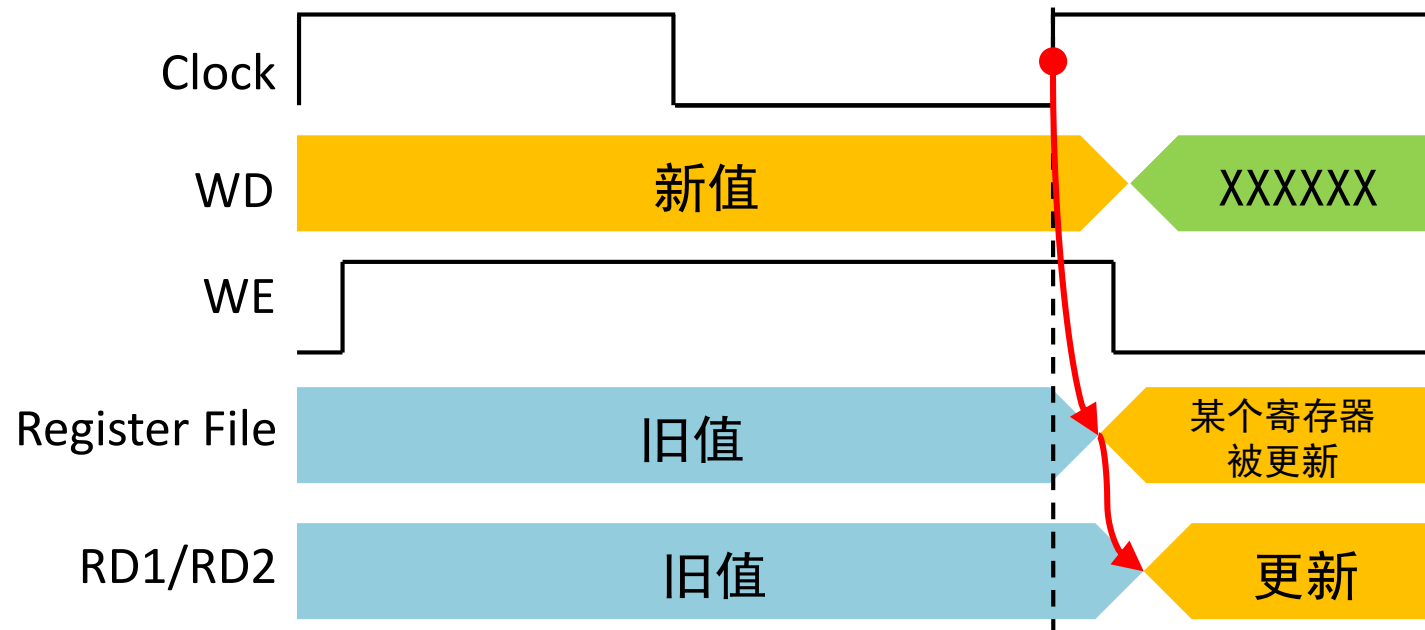 Clock
WD
新值
XXXXXX
WE
Register File
旧值
某个寄存器
被更新
RD1/RD2
旧值
更新